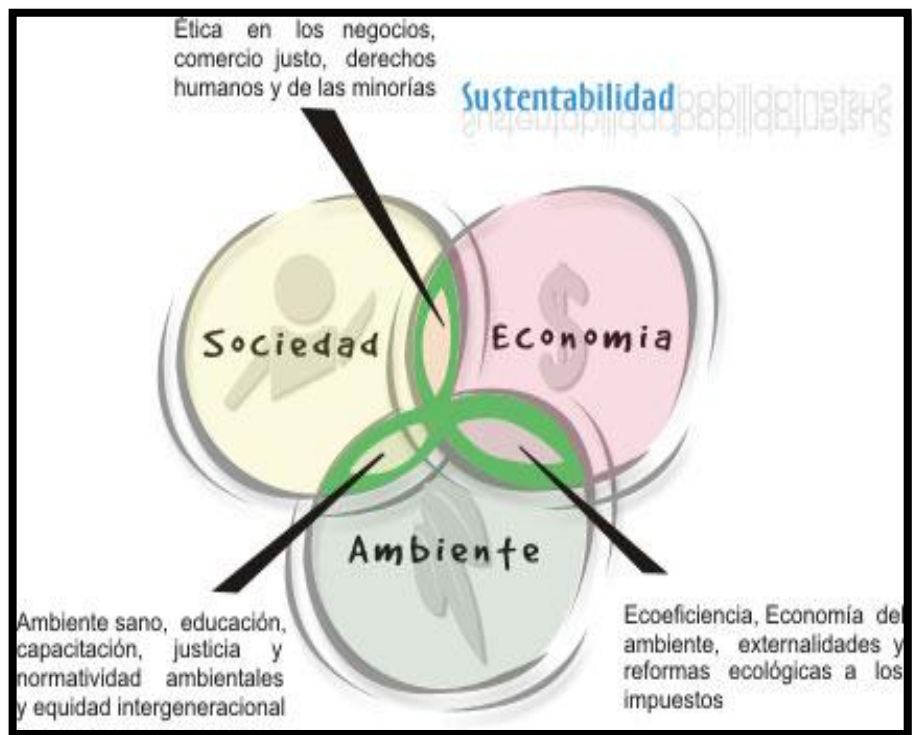 Ética en los negocios,
comercio justo, derechos
humanos y de las minorías
Sustentabilidad
Sociedad
Economia
Ambiente
Ambiente sano, educación,
capacitación, justicia y
normatividad ambientales
y equidad intergeneracional
Ecoeficiencia, Economía del
ambiente, externalidades y
reformas ecológicas a los
impuestos